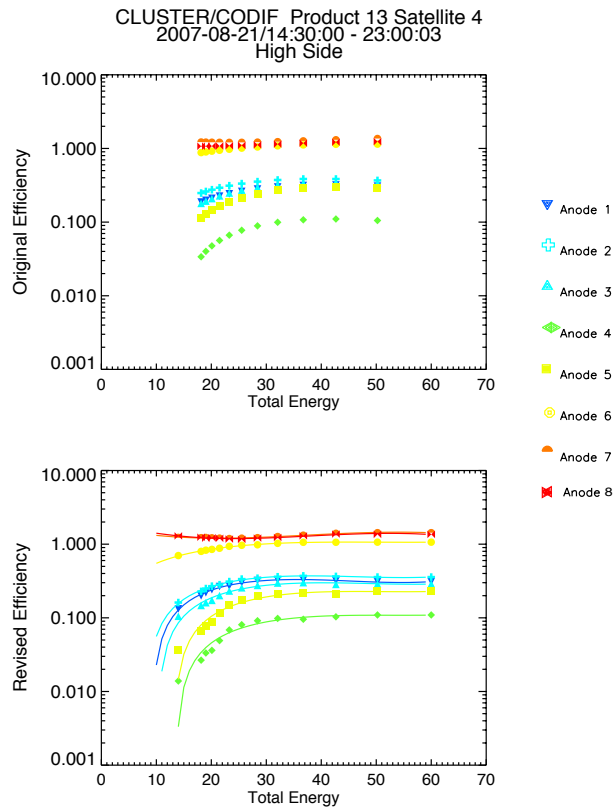 CLUSTER/CODIF Product 13 Satellite 4
2007-08-21/14:30:00 - 23:00:03
High Side
10.000
1.000
0.100
0.010
0.001
Original Efficiency
0 10 20 30 40 50 60 70
Total Energy
Anode 1
Anode 2
Anode 3
Anode 4
Anode 5
Anode 6
Anode 7
Anode 8
10.000
1.000
0.100
0.010
0.001
Revised Efficiency
0 10 20 30 40 50 60 70
Total Energy